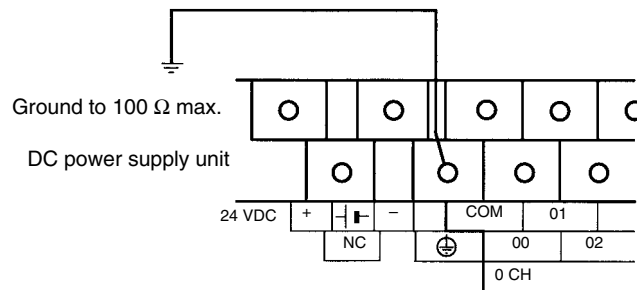 Ground to 100 Ω max.
DC power supply unit
24 VDC + − COM 01
NC 00 02
0 CH